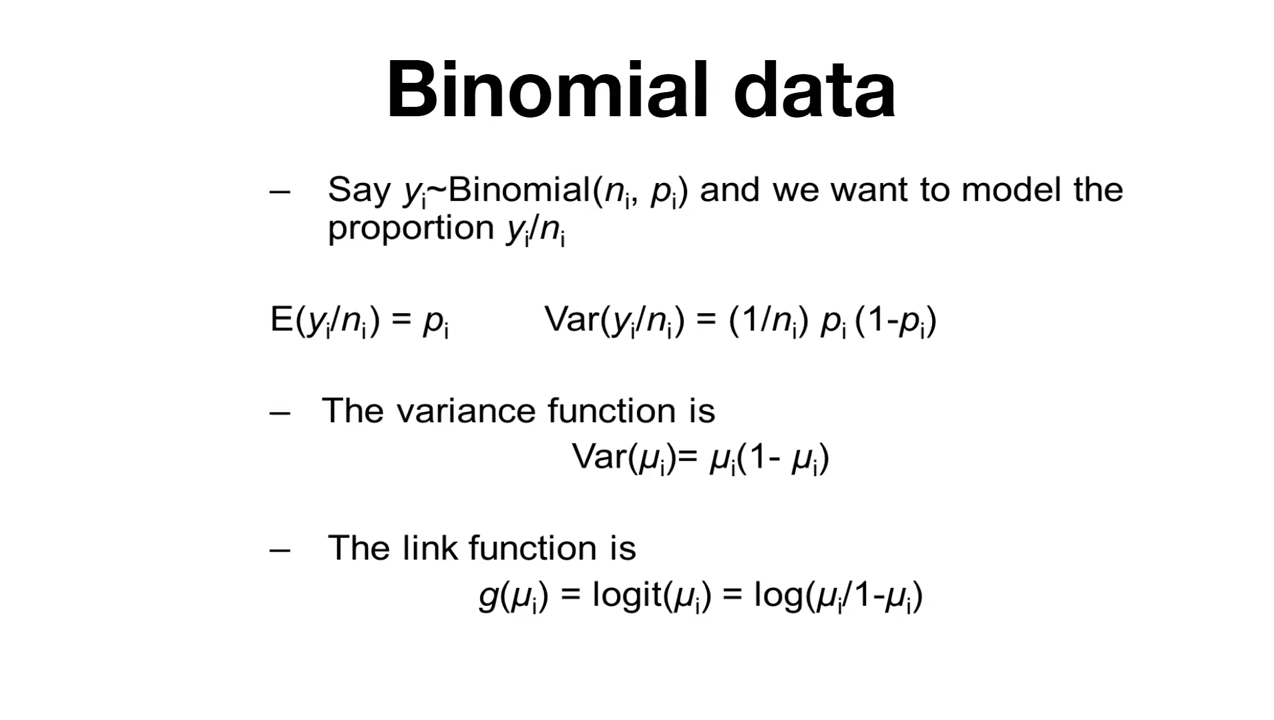 Binomial data
– Say yᵢ~Binomial(nᵢ, pᵢ) and we want to model the
proportion yᵢ/nᵢ
E(yᵢ/nᵢ) = pᵢ Var(yᵢ/nᵢ) = (1/nᵢ) pᵢ (1-pᵢ)
– The variance function is
Var(μᵢ)= μᵢ(1- μᵢ)
– The link function is
g(μᵢ) = logit(μᵢ) = log(μᵢ/1-μᵢ)